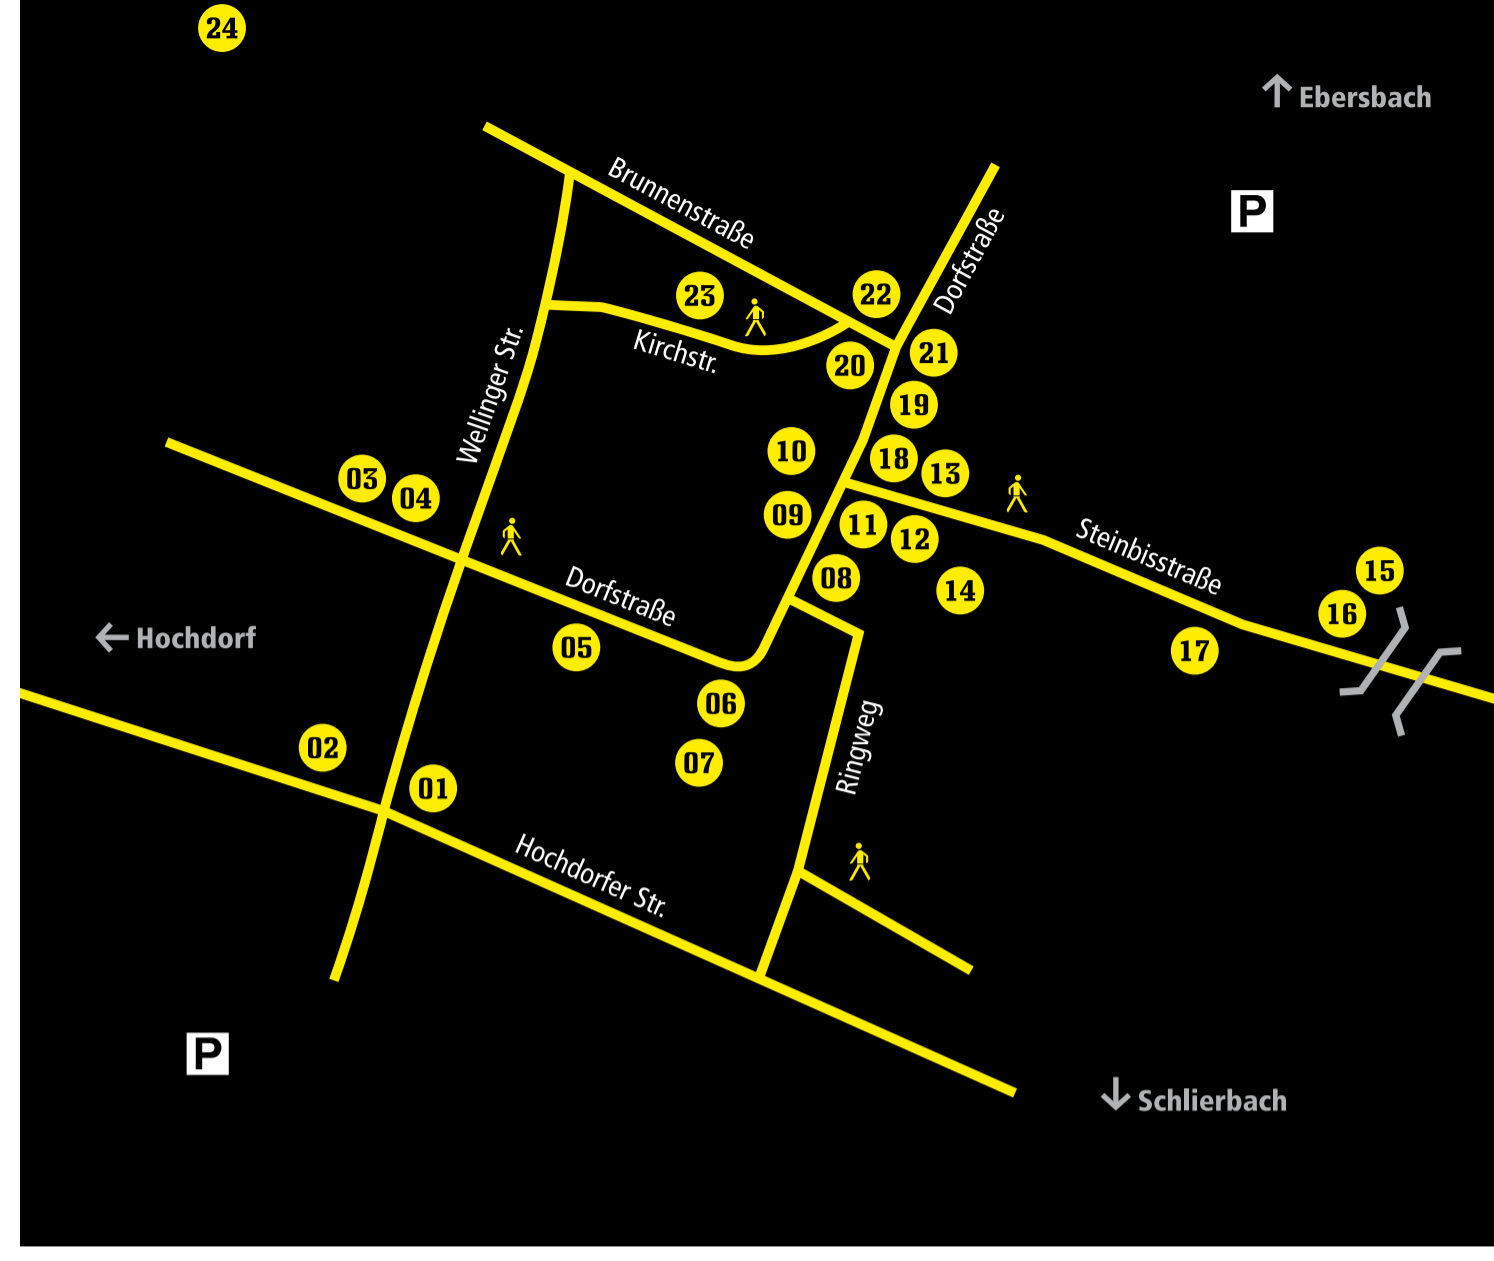 24
Ebersbach
P
Brunnenstraße
Dorfstraße
23
22
Kirchstr.
20
21
Wellinger Str.
19
10
18
13
03
04
09
11
12
Steinbisstraße
08
14
15
16
Dorfstraße
Hochdorf
05
17
06
Ringweg
02
07
01
Hochdorfer Str.
P
Schlierbach